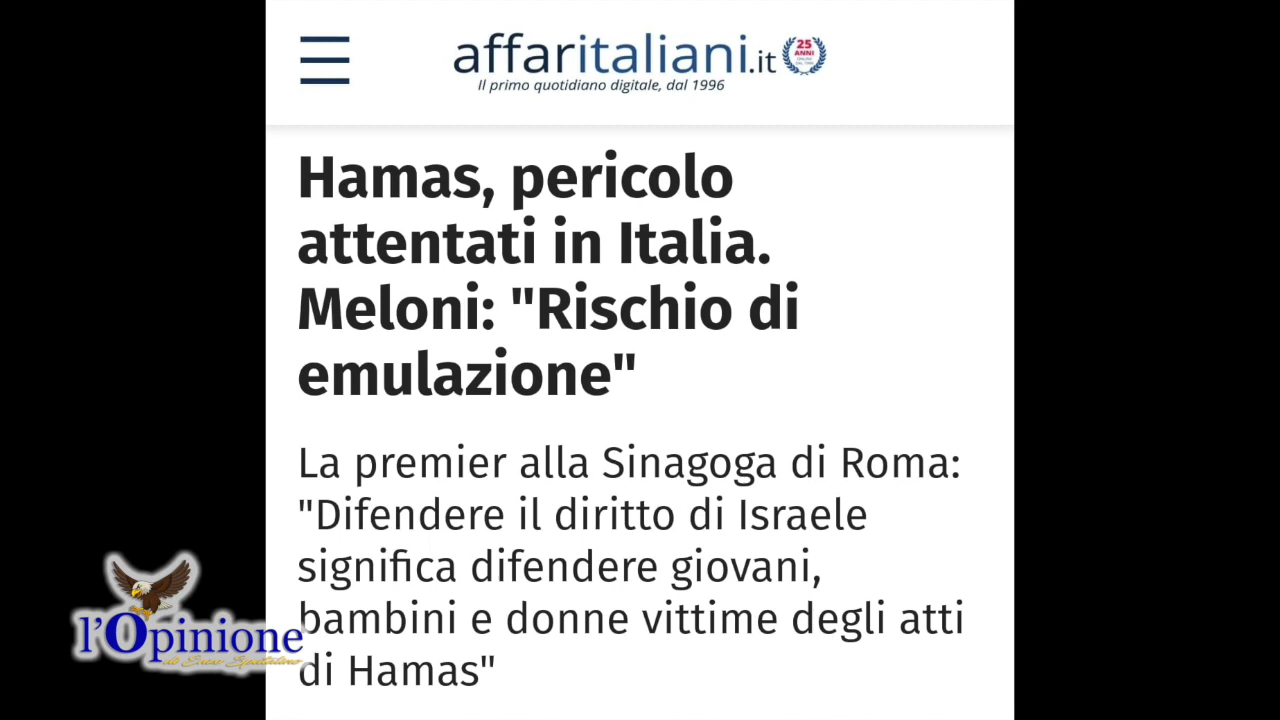 affaritaliani.it
25
ANNI
Il primo quotidiano digitale, dal 1996
Hamas, pericolo
attentati in Italia.
Meloni: "Rischio di
emulazione"
La premier alla Sinagoga di Roma:
"Difendere il diritto di Israele
significa difendere giovani,
bambini e donne vittime degli atti
di Hamas"
l'Opinione